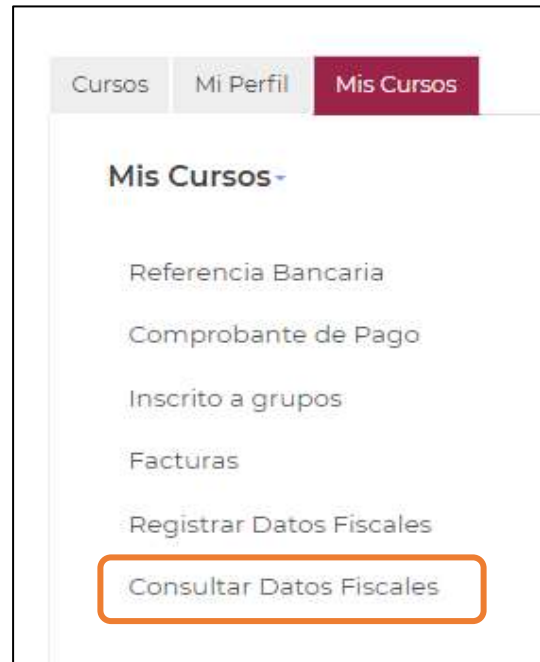 Cursos Mi Perfil Mis Cursos
Mis Cursos
Referencia Bancaria
Comprobante de Pago
Inscrito a grupos
Facturas
Registrar Datos Fiscales
Consultar Datos Fiscales